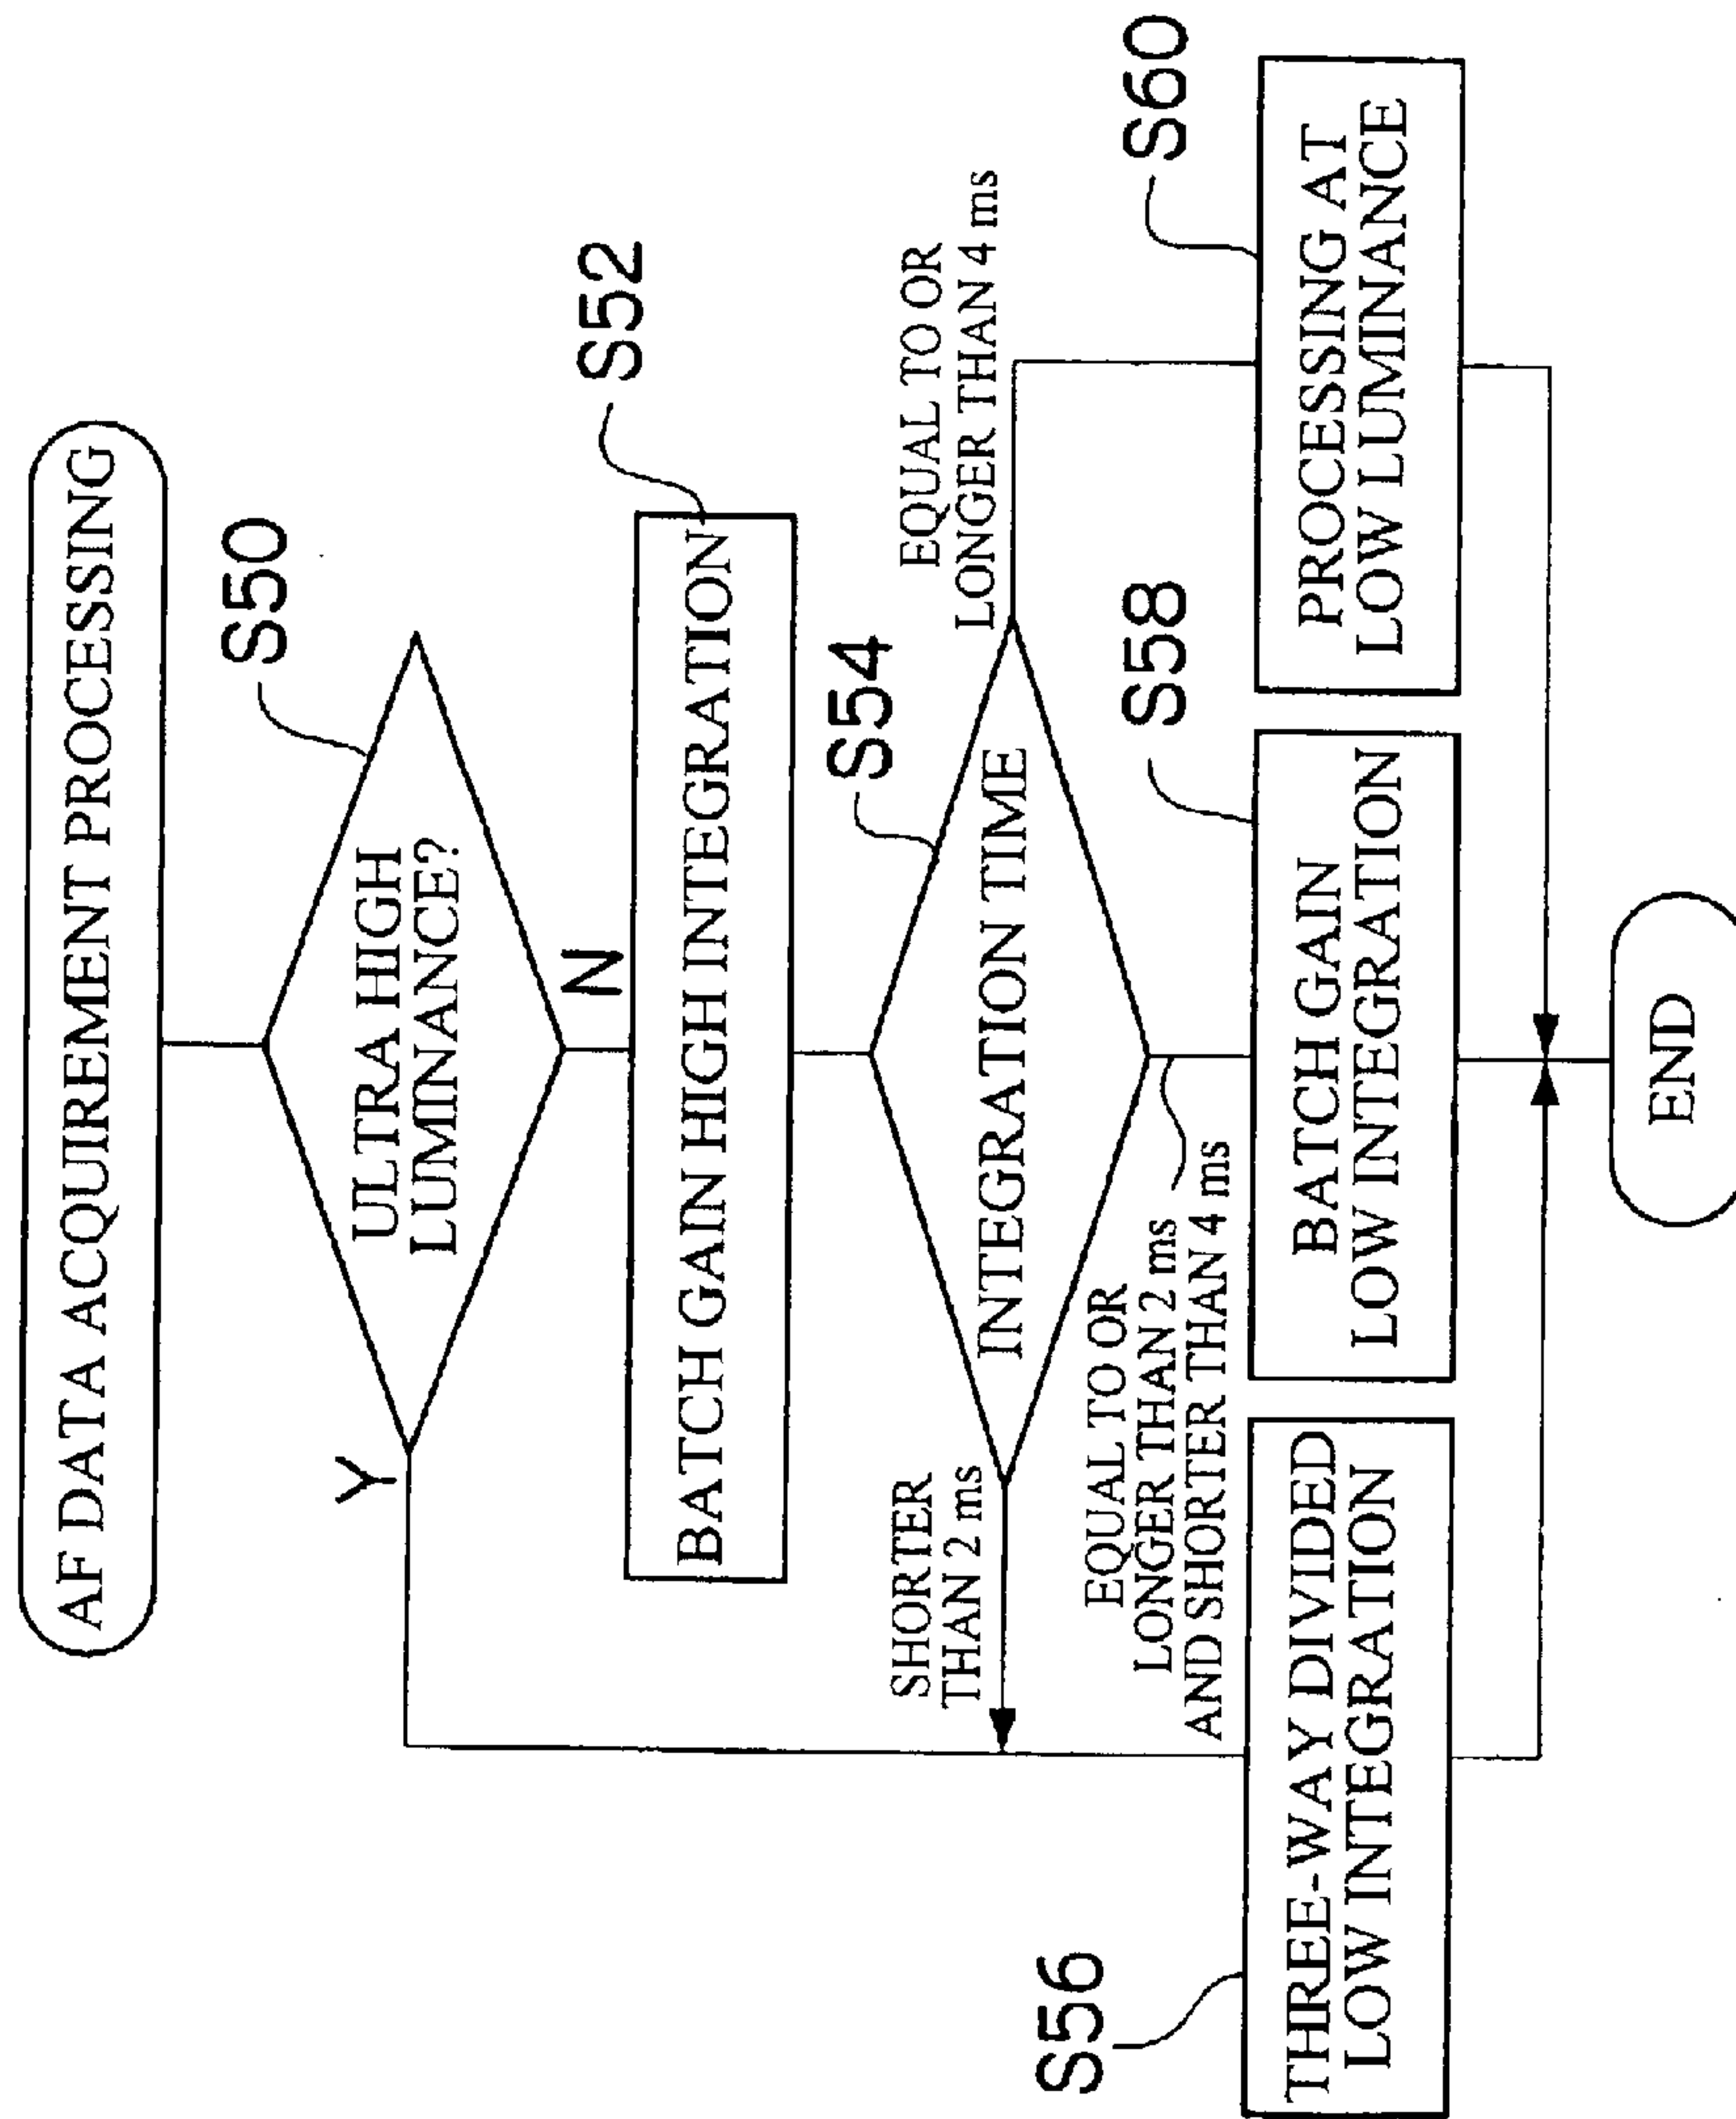 AF DATA ACQUIREMENT PROCESSING
S50
ULTRA HIGH
LUMINANCE?
Y
N
S52
BATCH GAIN HIGH INTEGRATION
S54
INTEGRATION TIME
SHORTER
THAN 2 ms
EQUAL TO OR
LONGER THAN 2 ms
AND SHORTER THAN 4 ms
EQUAL TO OR
LONGER THAN 4 ms
S56
THREE-WAY DIVIDED
LOW INTEGRATION
S58
BATCH GAIN
LOW INTEGRATION
S60
PROCESSING AT
LOW LUMINANCE
END